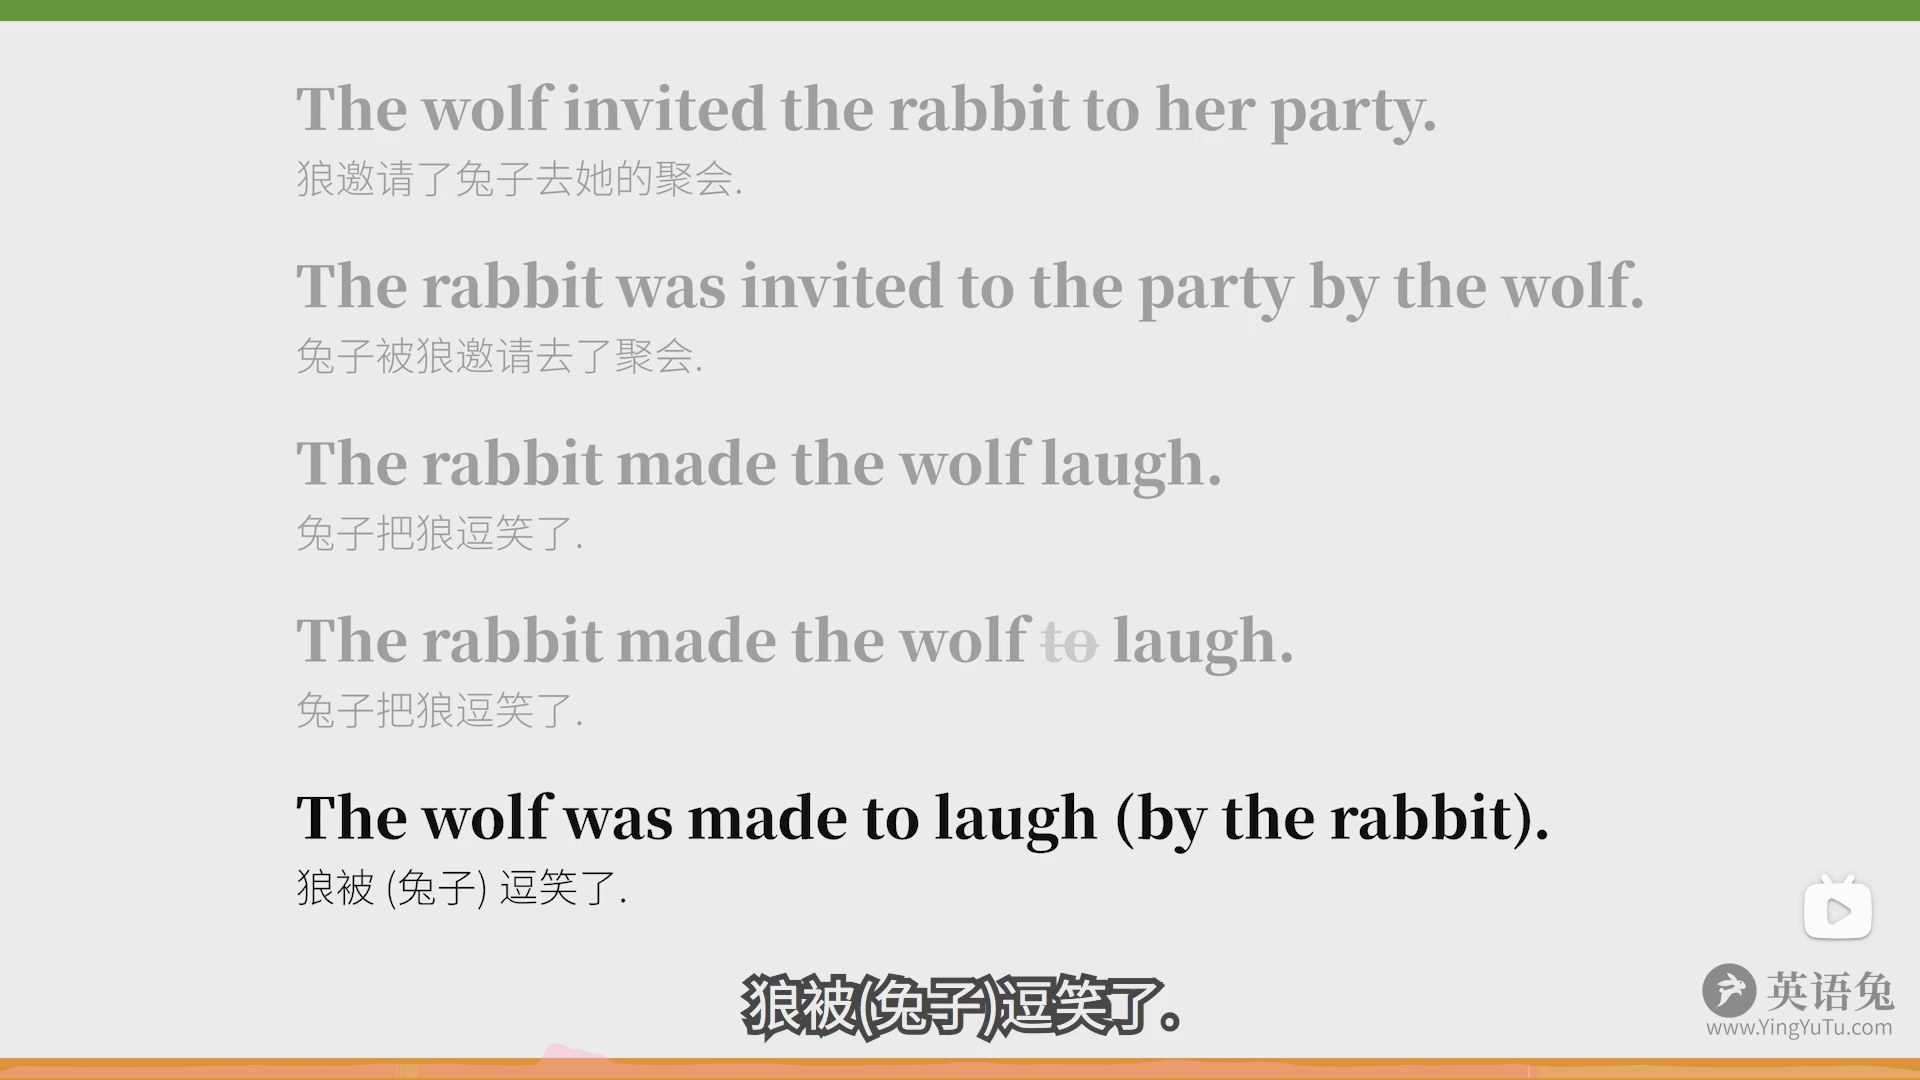 The wolf invited the rabbit to her party.
狼邀请了兔子去她的聚会.
The rabbit was invited to the party by the wolf.
兔子被狼邀请去了聚会.
The rabbit made the wolf laugh.
兔子把狼逗笑了.
The rabbit made the wolf to laugh.
兔子把狼逗笑了.
The wolf was made to laugh (by the rabbit).
狼被 (兔子) 逗笑了.
狼被(兔子)逗笑了。
英语兔
www.YingYuTu.com